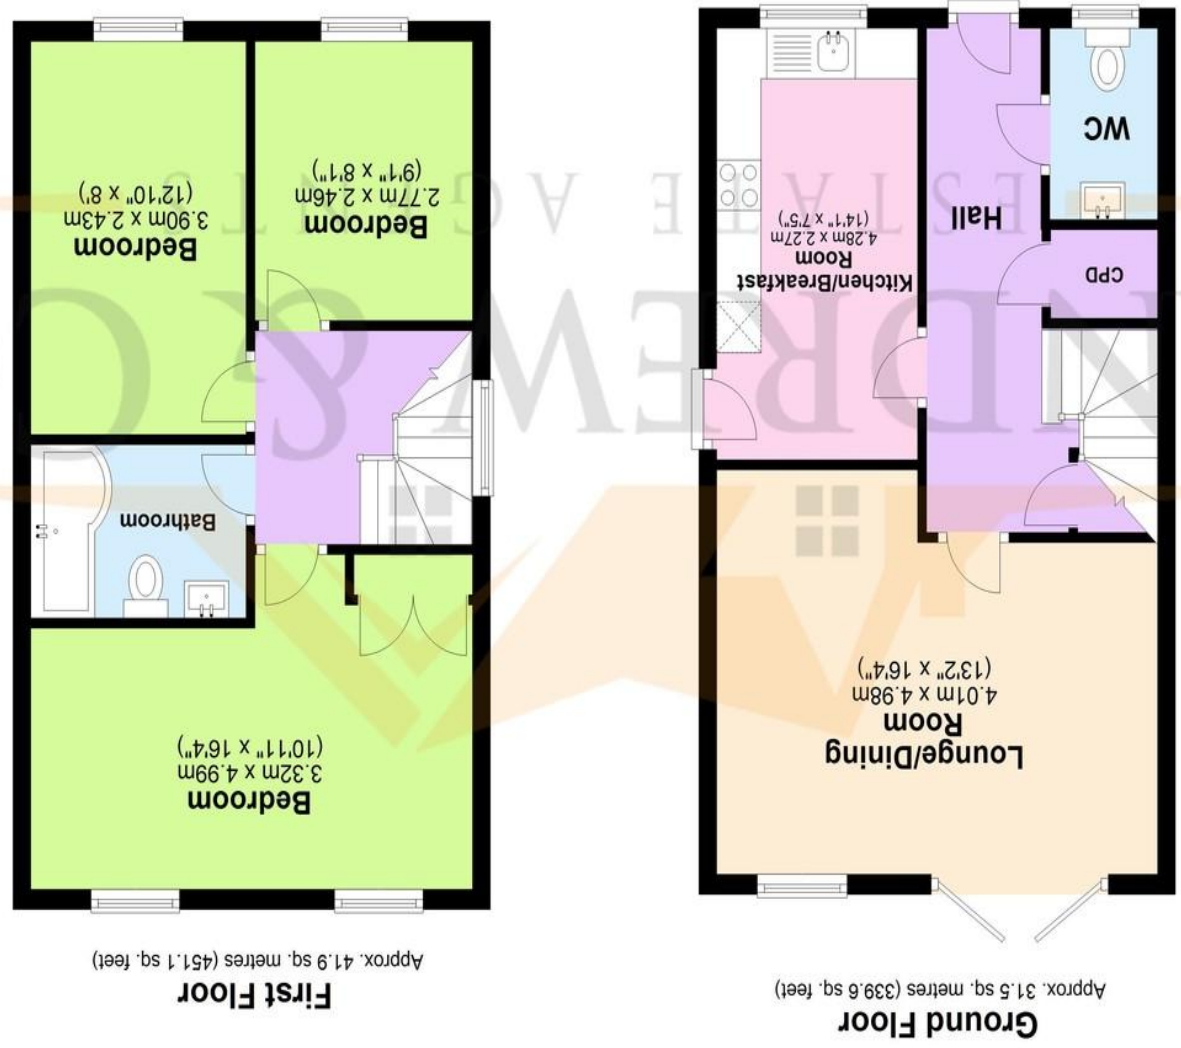 Ground Floor
Approx. 31.5 sq. metres (339.6 sq. feet)
Lounge/Dining
Room
4.01m x 4.98m
(13'2" x 16'4")
Kitchen/Breakfast
Room
4.28m x 2.27m
(14'1" x 7'5")
CPD
Hall
WC
First Floor
Approx. 41.9 sq. metres (451.1 sq. feet)
Bedroom
3.32m x 4.99m
(10'11" x 16'4")
Bathroom
Bedroom
2.77m x 2.46m
(9'1" x 8'1")
Bedroom
3.90m x 2.43m
(12'10" x 8')
NDREW & C
ESTATE AGENTS